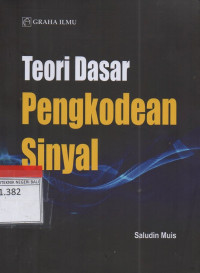 GRAHA ILMU
Teori Dasar
Pengkodean
Sinyal
1.382
Saludin Muis